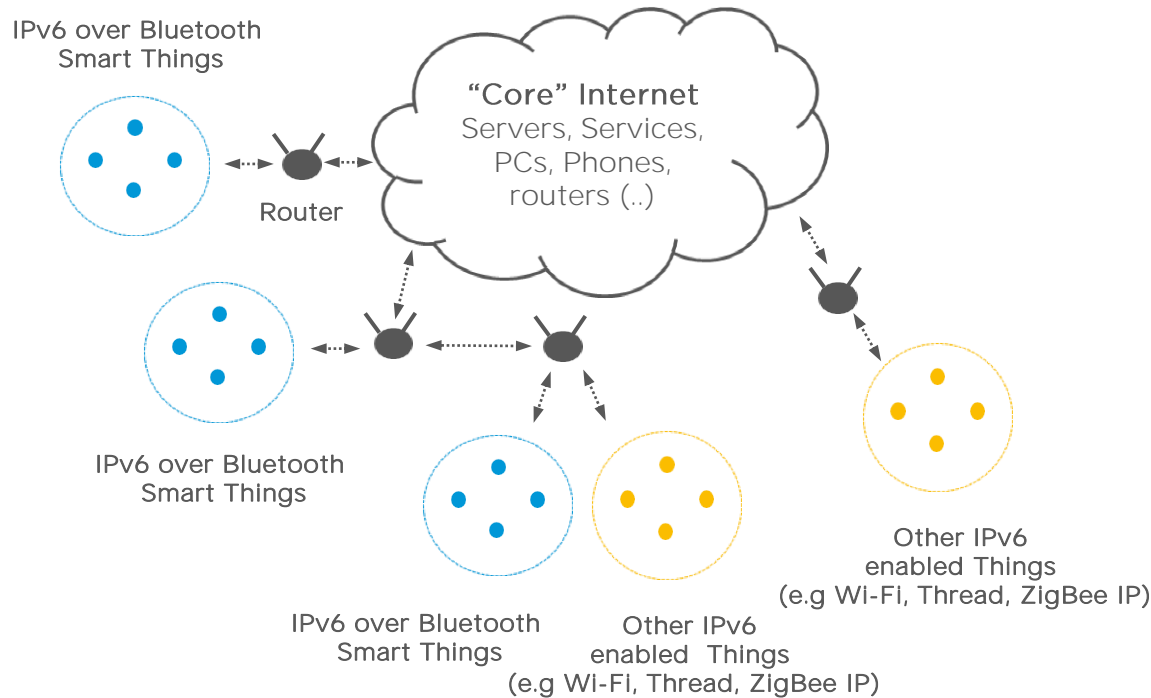 IPv6 over Bluetooth
Smart Things
“Core” Internet
Servers, Services,
PCs, Phones,
routers (..)
Router
IPv6 over Bluetooth
Smart Things
IPv6 over Bluetooth
Smart Things
Other IPv6
enabled Things
(e.g Wi-Fi, Thread, ZigBee IP)
Other IPv6
enabled Things
(e.g Wi-Fi, Thread, ZigBee IP)